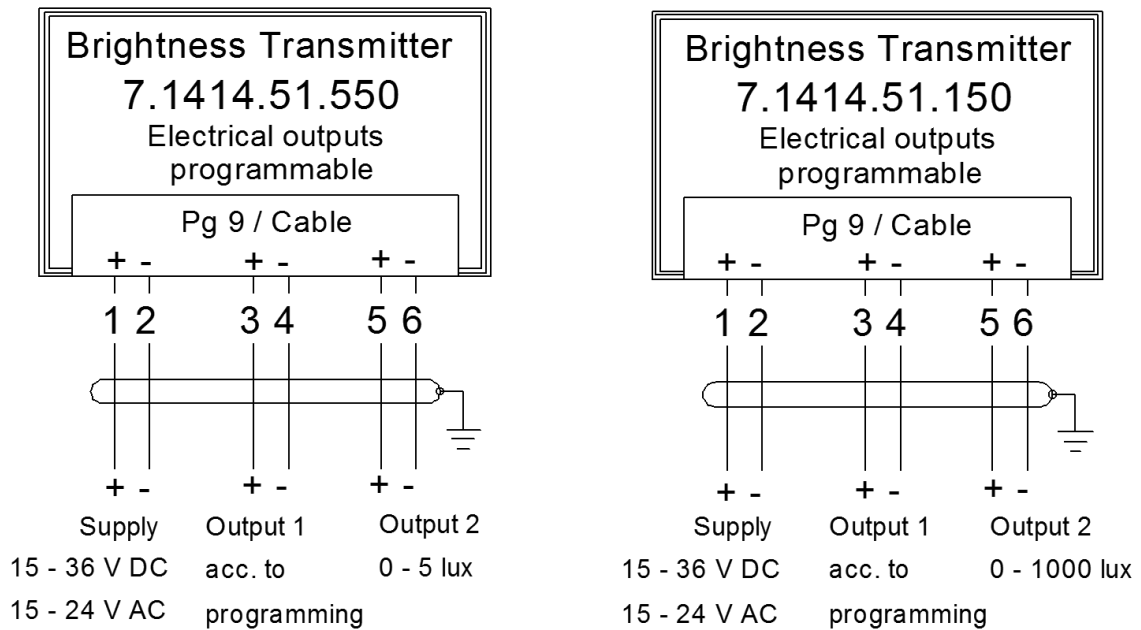 Brightness Transmitter
7.1414.51.550
Electrical outputs
programmable
Pg 9 / Cable
+ - + - + -
1 2 3 4 5 6
+ - + - + -
Supply Output 1 Output 2
15 - 36 V DC acc. to 0 - 5 lux
15 - 24 V AC programming
Brightness Transmitter
7.1414.51.150
Electrical outputs
programmable
Pg 9 / Cable
+ - + - + -
1 2 3 4 5 6
+ - + - + -
Supply Output 1 Output 2
15 - 36 V DC acc. to 0 - 1000 lux
15 - 24 V AC programming